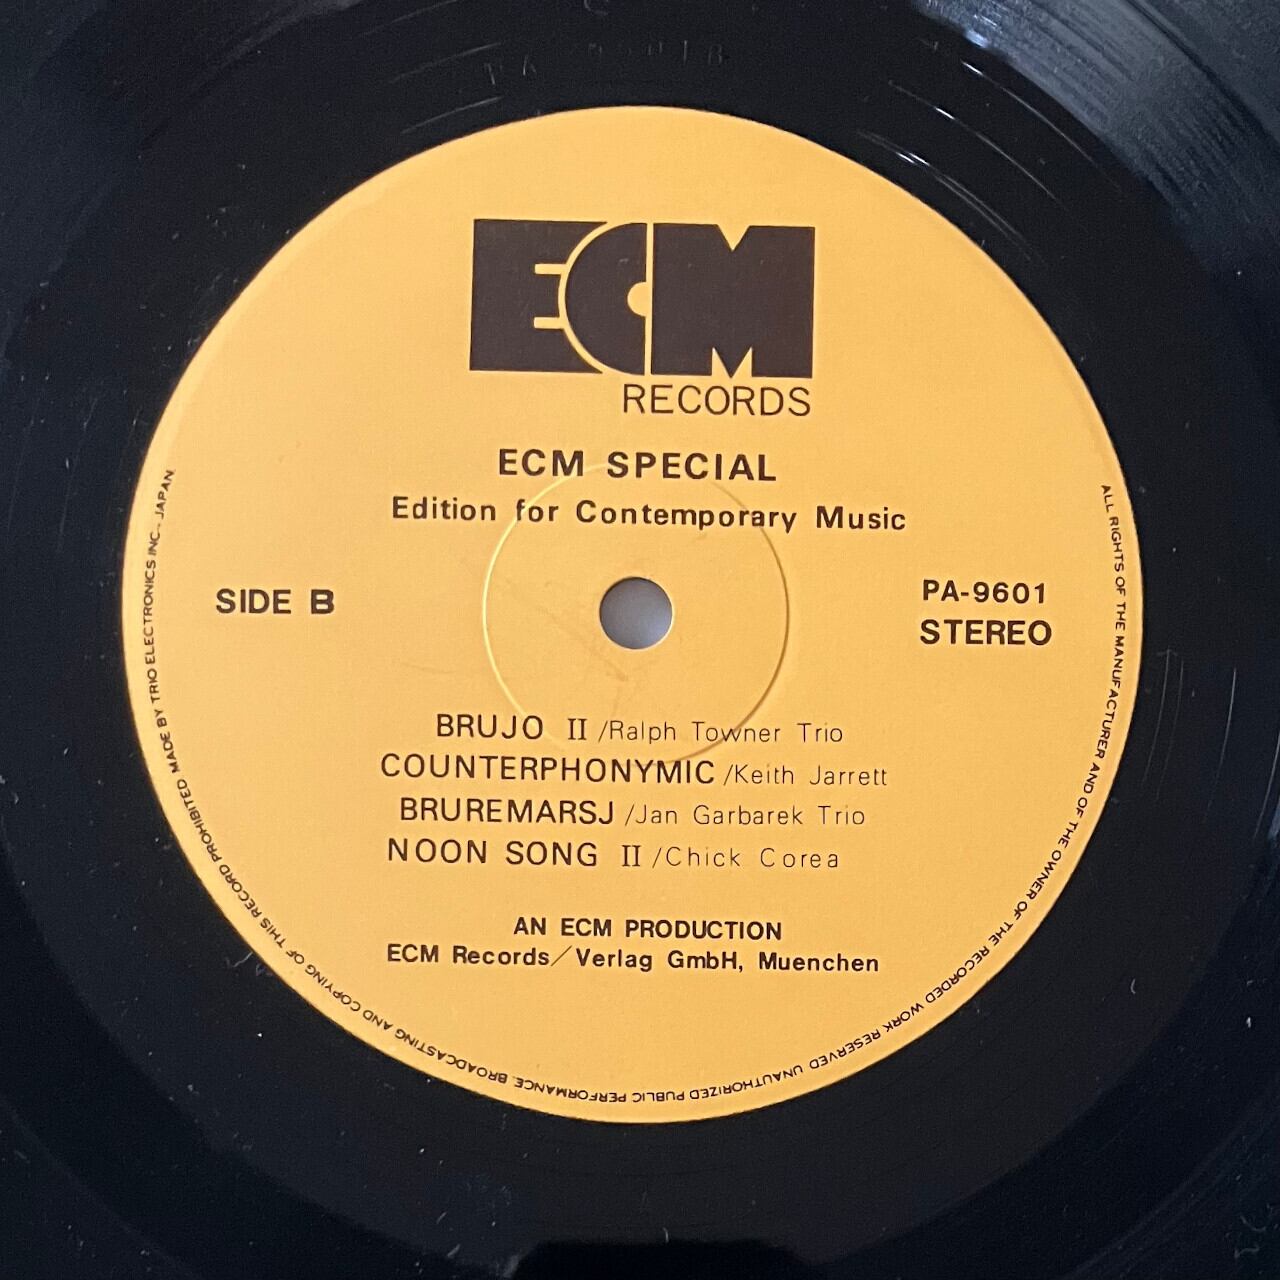 ECM
RECORDS
ECM SPECIAL
Edition for Contemporary Music
SIDE B
PA-9601
STEREO
BRUJO II /Ralph Towner Trio
COUNTERPHONYMIC /Keith Jarrett
BRUREMARSJ /Jan Garbarek Trio
NOON SONG II /Chick Corea
AN ECM PRODUCTION
ECM Records/Verlag GmbH, Muenchen
ALL RIGHTS OF THE MANUFACTURER AND OF THE OWNER OF THE RECORDED WORK RESERVED UNAUTHORIZED PUBLIC PERFORMANCE. BROADCASTING AND COPYING OF THIS RECORD PROHIBITED MADE BY TRIO ELECTRONICS INC- JAPAN